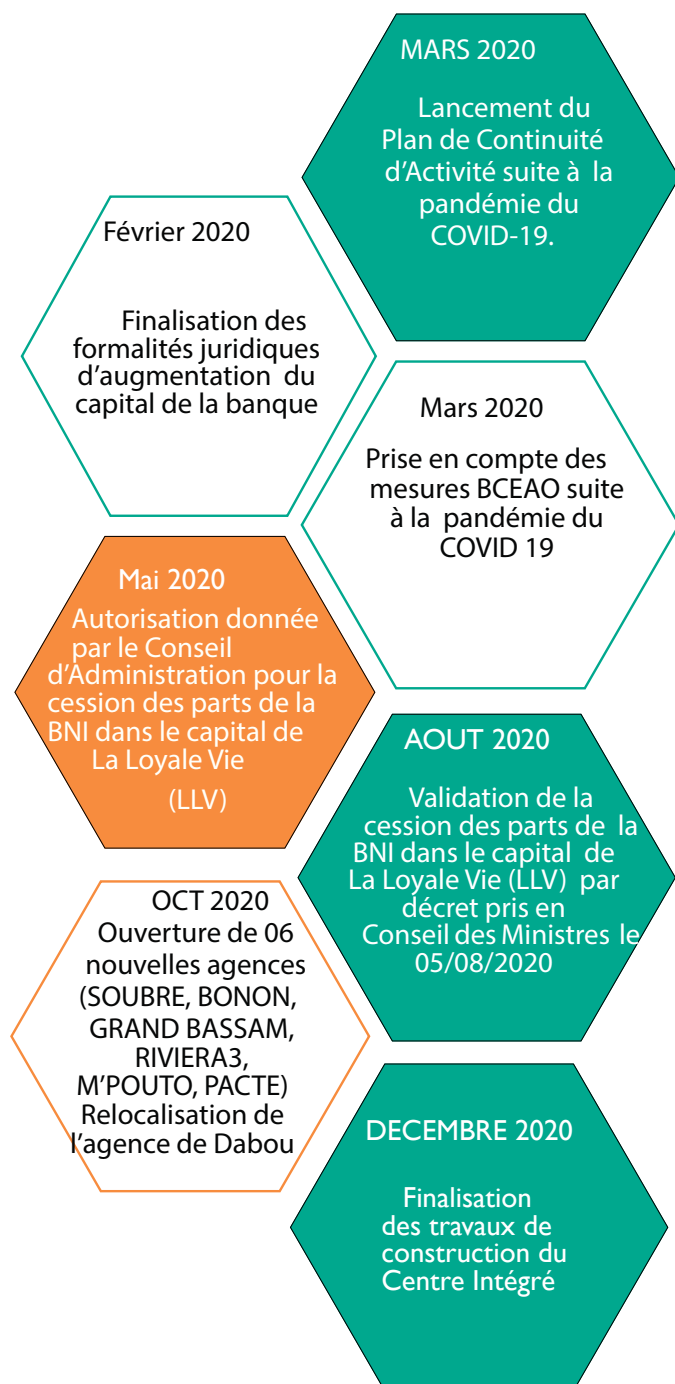 MARS 2020
Lancement du
Plan de Continuité
d'Activité suite à la
pandémie du
COVID-19.
Février 2020
Finalisation des
formalités juridiques
d'augmentation du
capital de la banque
Mars 2020
Prise en compte des
mesures BCEAO suite
à la pandémie du
COVID 19
Mai 2020
Autorisation donnée
par le Conseil
d'Administration pour la
cession des parts de la
BNI dans le capital de
La Loyale Vie
(LLV)
AOUT 2020
Validation de la
cession des parts de la
BNI dans le capital de
La Loyale Vie (LLV) par
décret pris en
Conseil des Ministres le
05/08/2020
OCT 2020
Ouverture de 06
nouvelles agences
(SOUBRE, BONON,
GRAND BASSAM,
RIVIERA3,
M'POUTO, PACTE)
Relocalisation de
l'agence de Dabou
DECEMBRE 2020
Finalisation
des travaux de
construction du
Centre Intégré